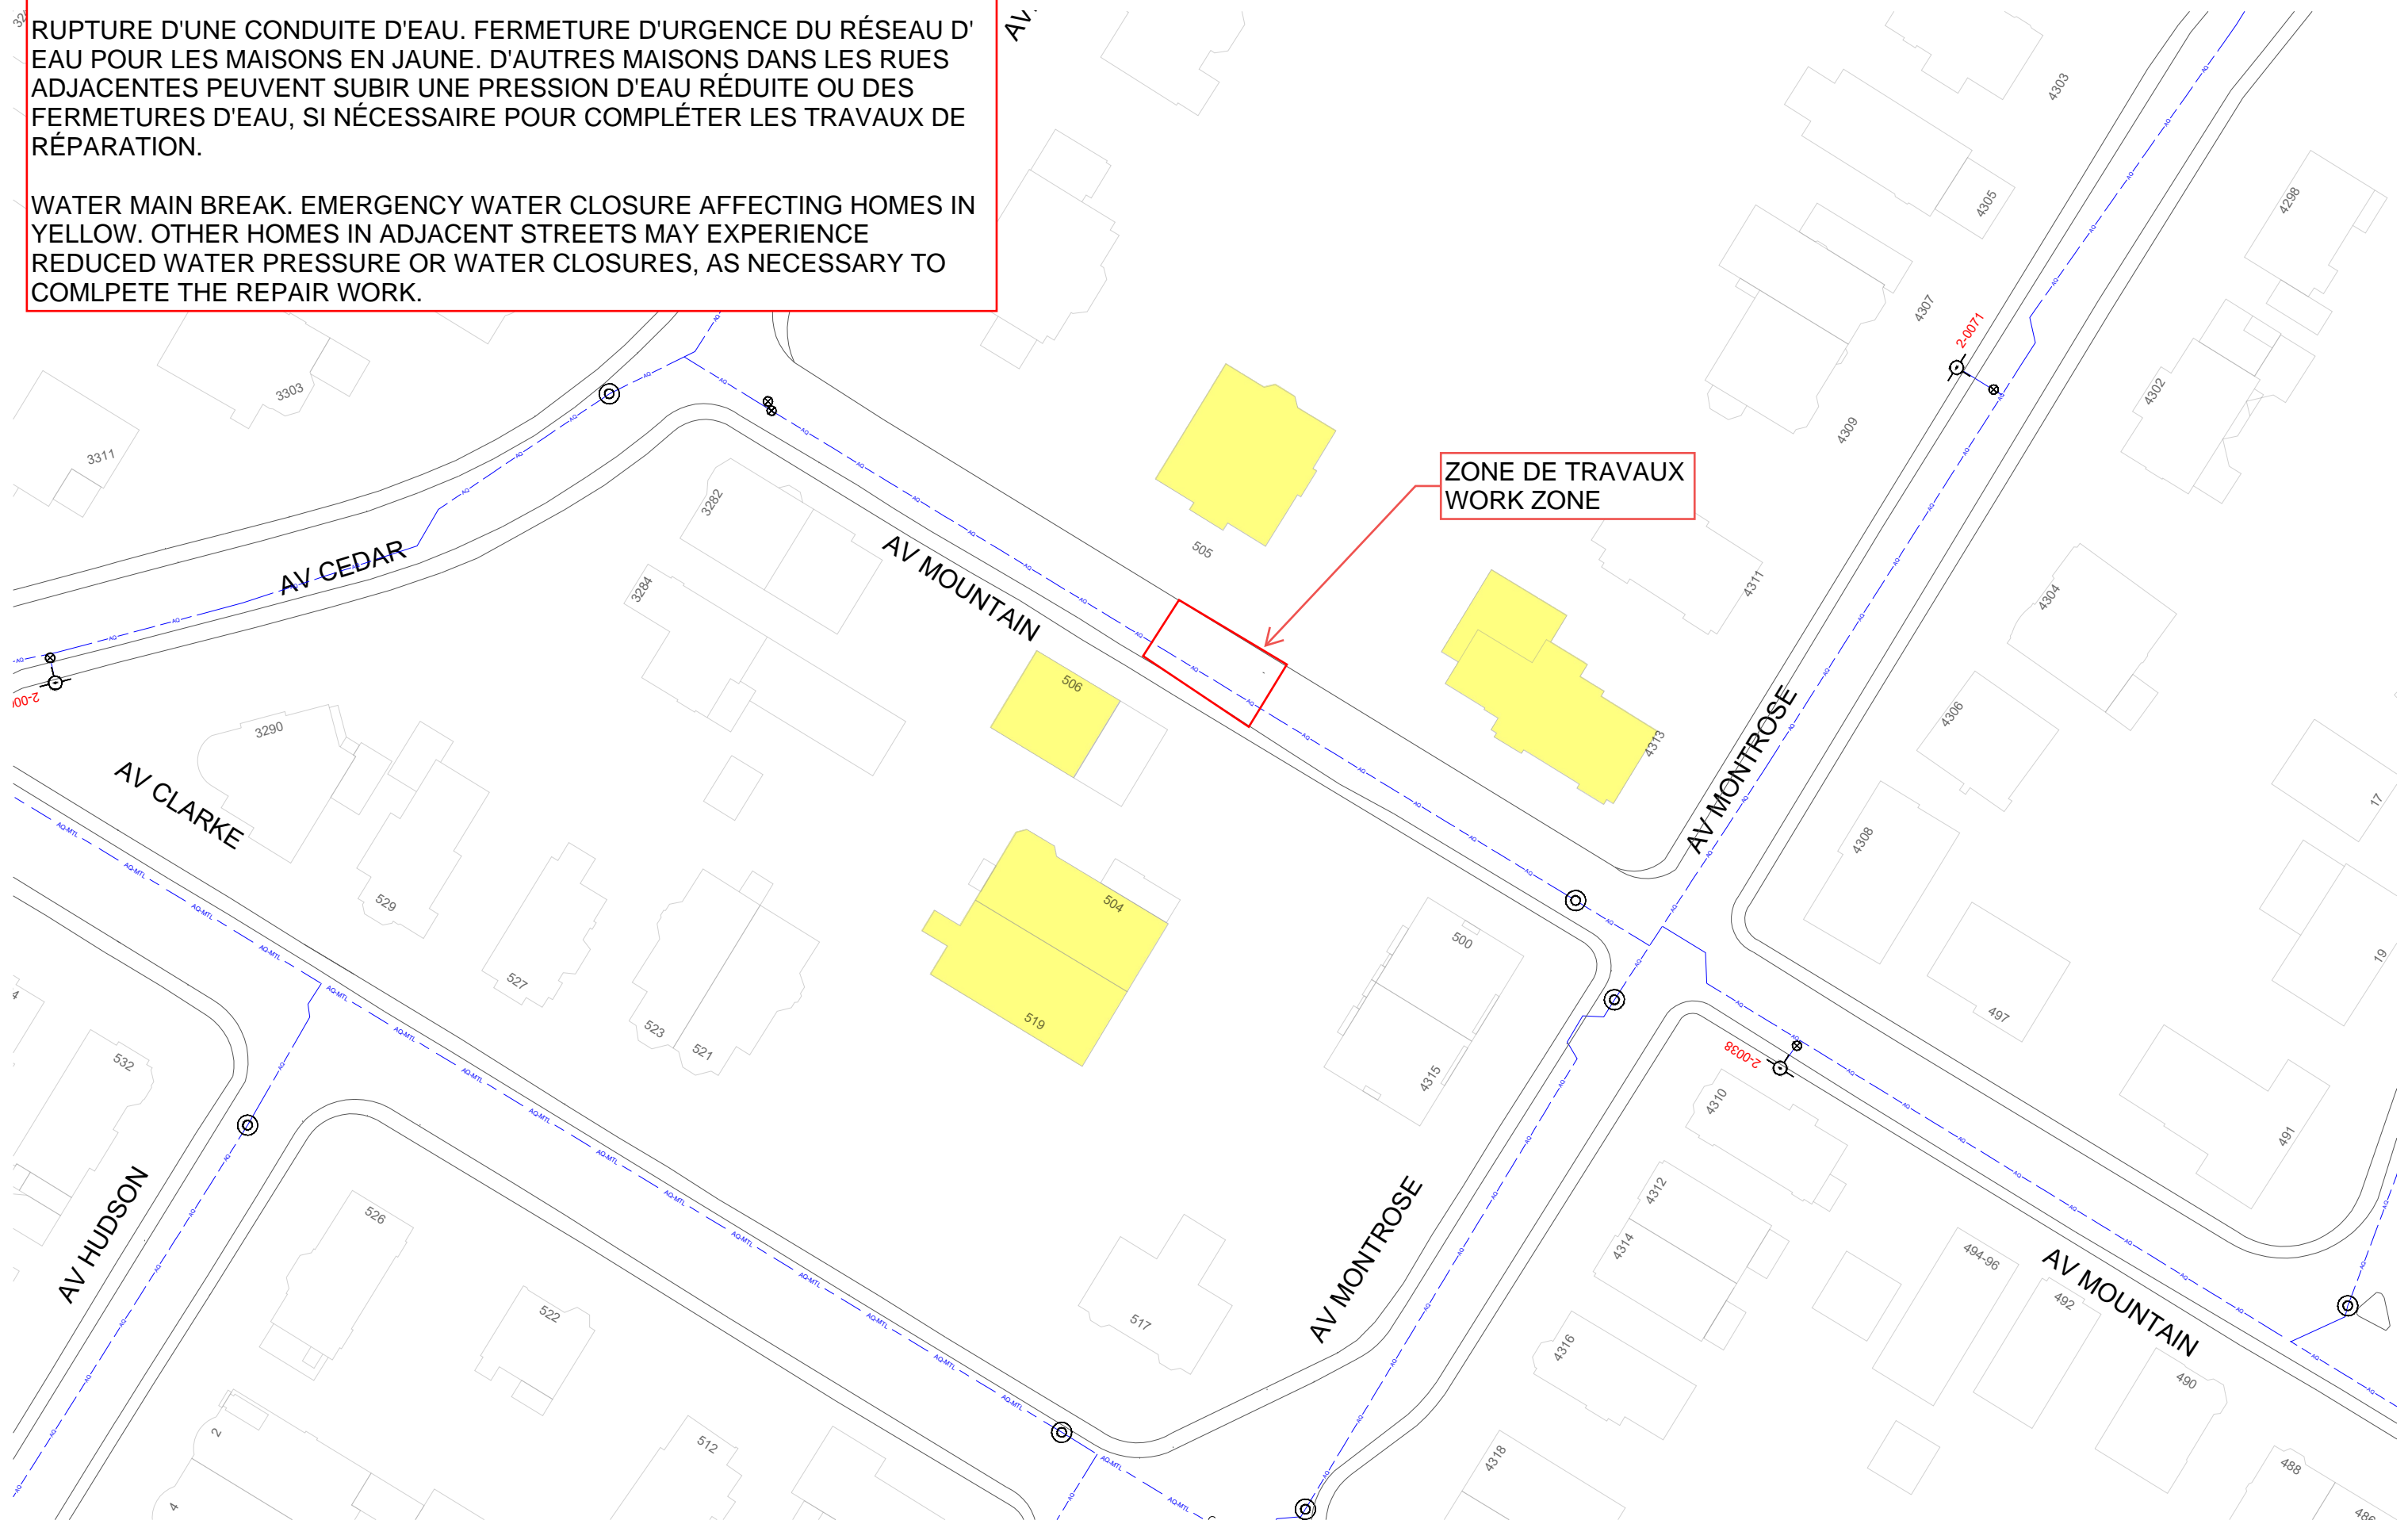 RUPTURE D'UNE CONDUITE D'EAU. FERMETURE D'URGENCE DU RÉSEAU D'
EAU POUR LES MAISONS EN JAUNE. D'AUTRES MAISONS DANS LES RUES
ADJACENTES PEUVENT SUBIR UNE PRESSION D'EAU RÉDUITE OU DES
FERMETURES D'EAU, SI NÉCESSAIRE POUR COMPLÉTER LES TRAVAUX DE
RÉPARATION.
WATER MAIN BREAK. EMERGENCY WATER CLOSURE AFFECTING HOMES IN
YELLOW. OTHER HOMES IN ADJACENT STREETS MAY EXPERIENCE
REDUCED WATER PRESSURE OR WATER CLOSURES, AS NECESSARY TO
COMLPETE THE REPAIR WORK.
4303
4305
4298
4307
2-0071
4302
4309
3303
3311
3282
505
ZONE DE TRAVAUX
WORK ZONE
AV CEDAR
AV MOUNTAIN
3284
4311
4304
506
4306
4313
AV MONTROSE
3290
AV CLARKE
17
4308
529
504
500
19
527
519
497
523
521
532
4315
2-0038
4310
491
4312
AV HUDSON
526
AV MONTROSE
4314
494-96
AV MOUNTAIN
492
522
517
4316
490
2
512
4318
488
4
486
AQ
AQ-MTL